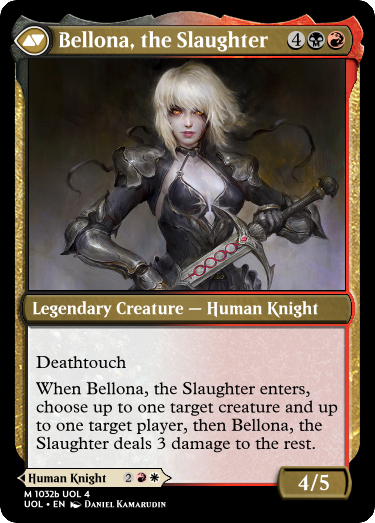 Bellona, the Slaughter 4
Legendary Creature — Human Knight
Deathtouch
When Bellona, the Slaughter enters,
choose up to one target creature and up
to one target player, then Bellona, the
Slaughter deals 3 damage to the rest.
Human Knight 2
4/5
M 1032b UOL 4
UOL • EN Daniel Kamarudin